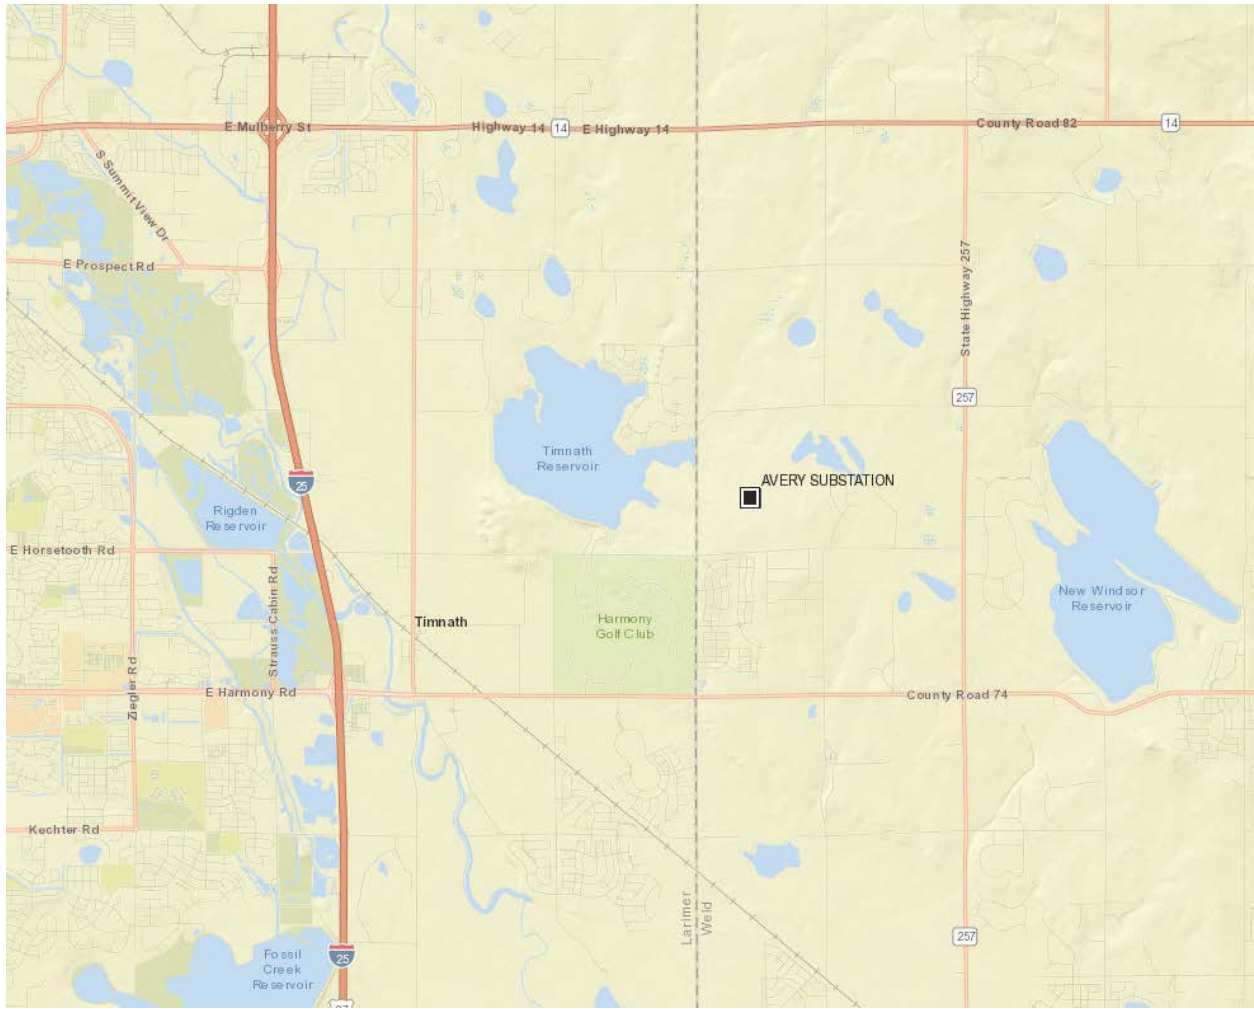 E Mulberry St
Highway 14
14
E Highway 14
County Road 82
14
S Summit View Dr
E Prospect Rd
State Highway 257
257
Timnath
Reservoir
AVERY SUBSTATION
25
Rigden
Reservoir
E Horsetooth Rd
Strauss Cabin Rd
Timnath
Harmony
Golf Club
New Windsor
Reservoir
Ziegler Rd
E Harmony Rd
County Road 74
Kechter Rd
Larimer
Weld
257
Fossil
Creek
Reservoir
25